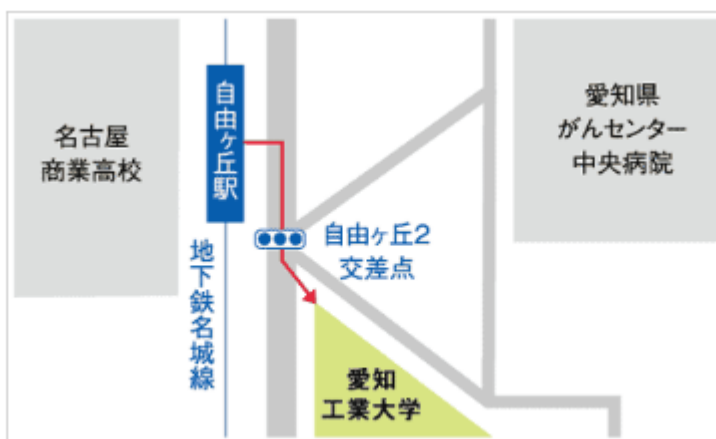 名古屋
商業高校
自由ヶ丘駅
地下鉄名城線
自由ヶ丘2
交差点
愛知県
がんセンター
中央病院
愛知
工業大学